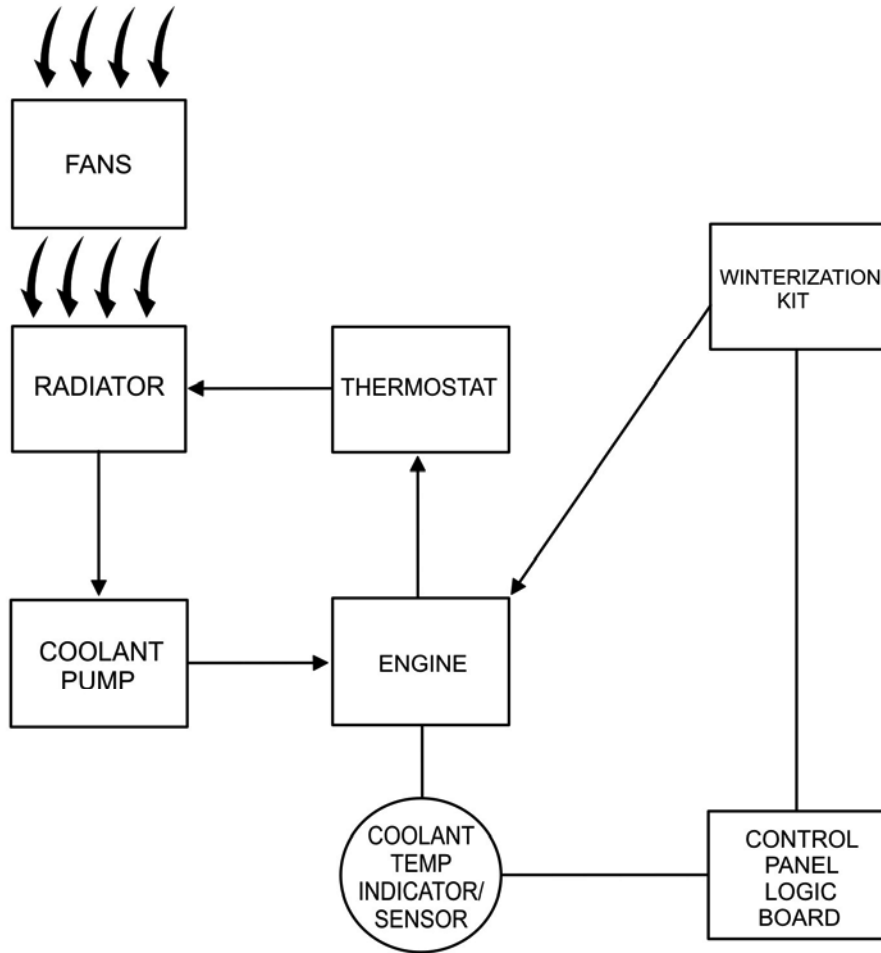 FANS
WINTERIZATION
KIT
RADIATOR
THERMOSTAT
COOLANT
PUMP
ENGINE
COOLANT
TEMP
INDICATOR/
SENSOR
CONTROL
PANEL
LOGIC
BOARD